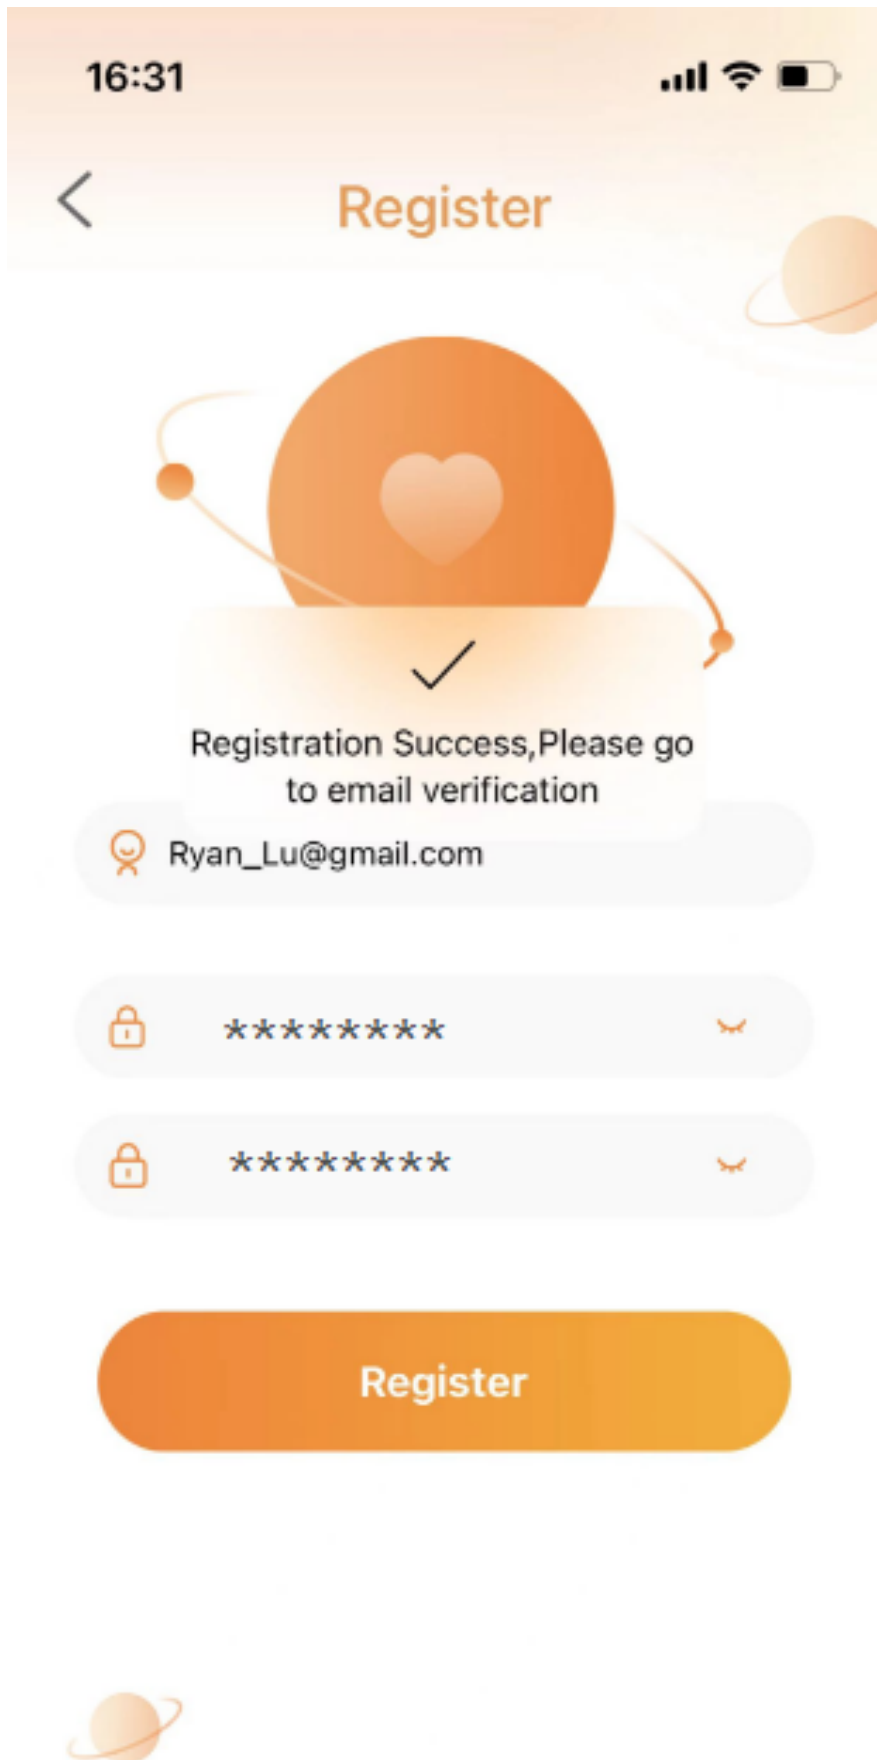 16:31
Register
Registration Success,Please go
to email verification
Ryan_Lu@gmail.com
********
********
Register